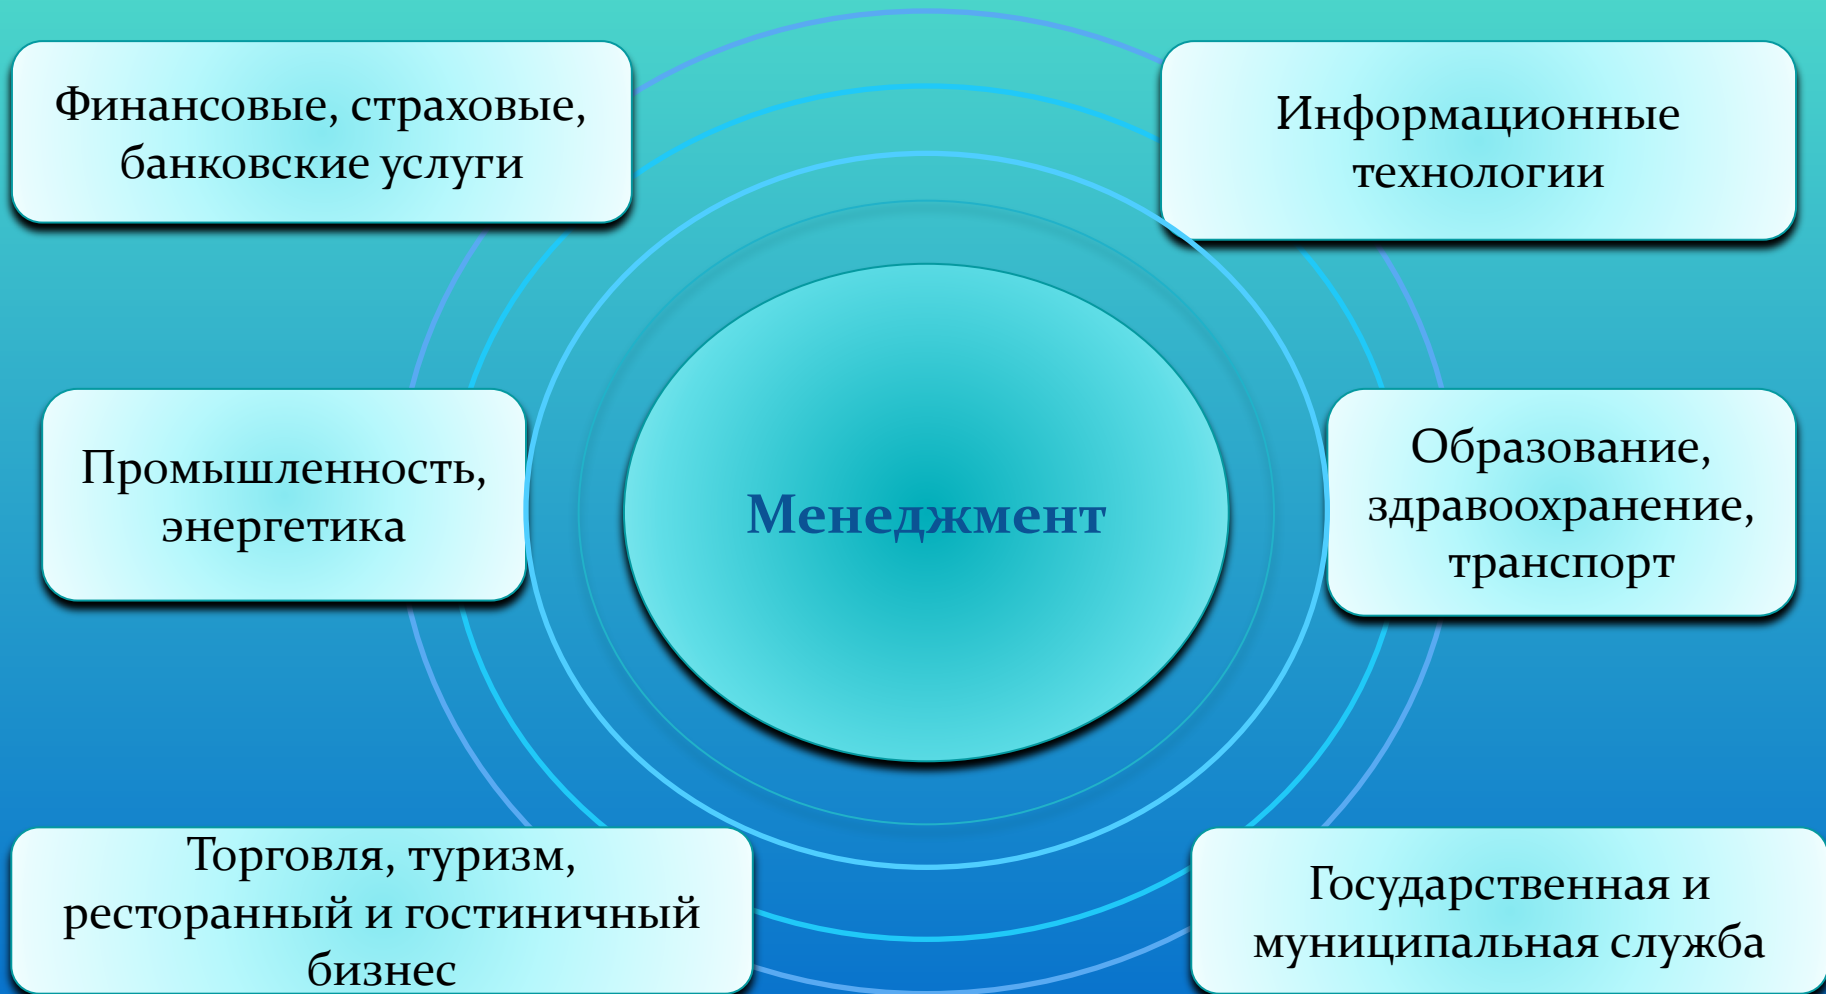 Финансовые, страховые,
банковские услуги
Информационные
технологии
Промышленность,
энергетика
Менеджмент
Образование,
здравоохранение,
транспорт
Торговля, туризм,
ресторанный и гостиничный
бизнес
Государственная и
муниципальная служба